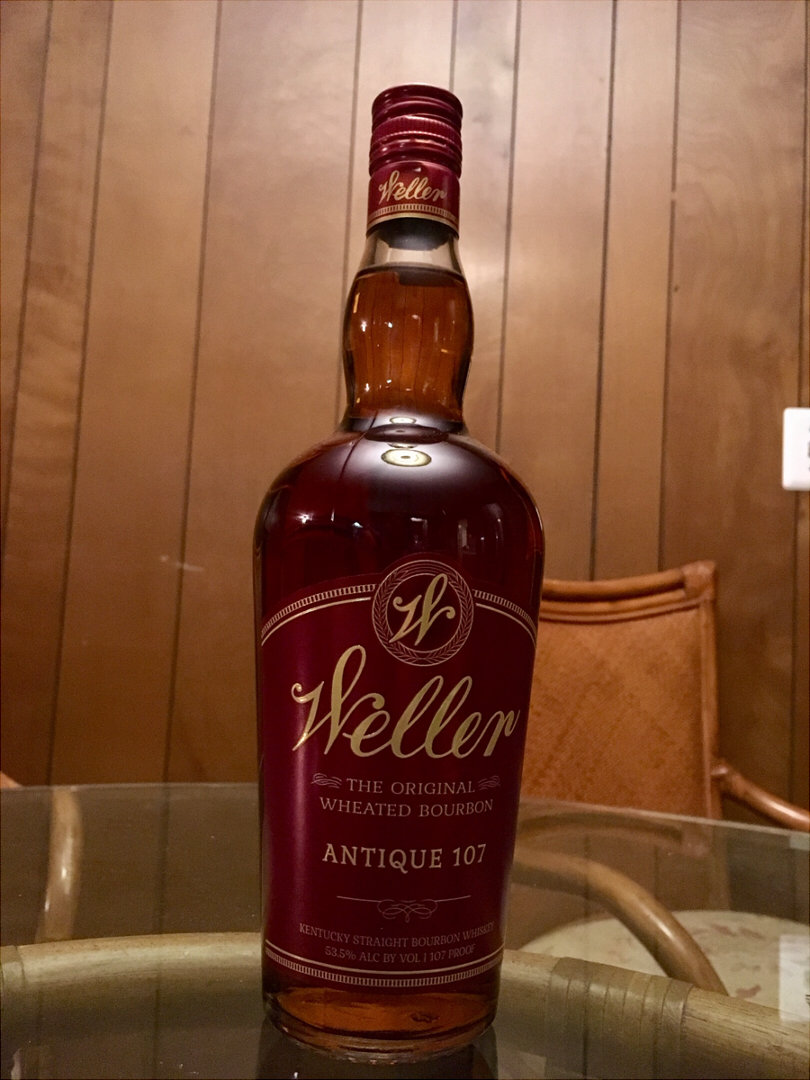 Weller
W
Weller
THE ORIGINAL
WHEATED BOURBON
ANTIQUE 107
KENTUCKY STRAIGHT BOURBON WHISKEY
53.5% ALC BY VOL | 107 PROOF